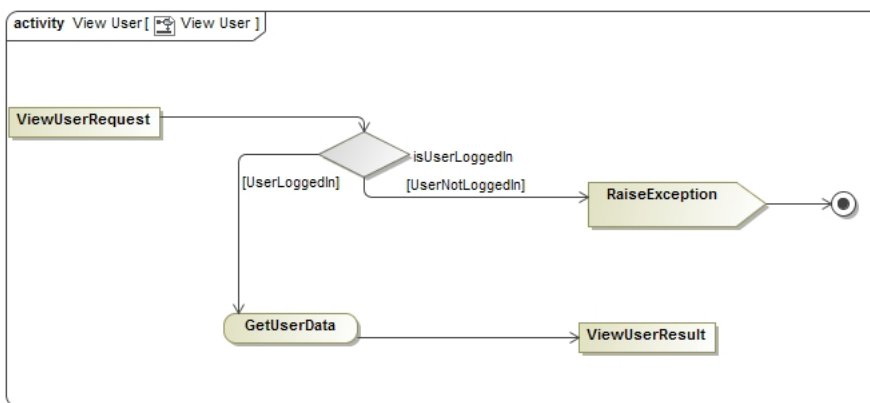 activity View User[ View User ]
ViewUserRequest
isUserLoggedIn
[UserLoggedIn]
[UserNotLoggedIn]
RaiseException
GetUserData
ViewUserResult